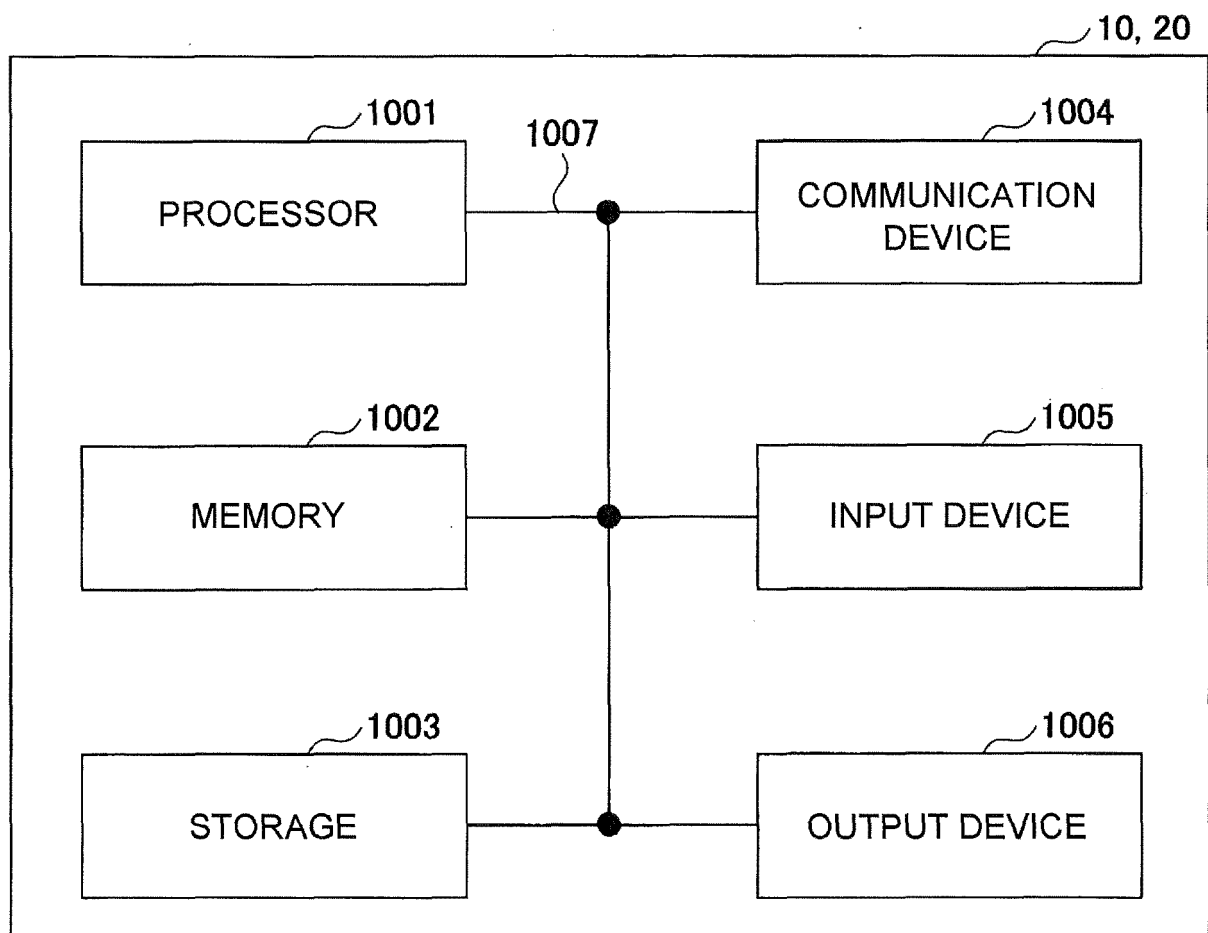 10, 20
1001
1007
1004
PROCESSOR
COMMUNICATION
DEVICE
1002
1005
MEMORY
INPUT DEVICE
1003
1006
STORAGE
OUTPUT DEVICE